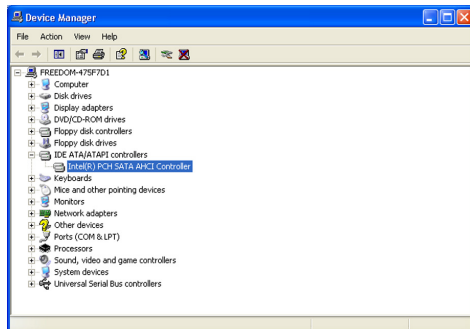 Device Manager
File Action View Help
FREEDOM-475F7D1
Computer
Disk drives
Display adapters
DVD/CD-ROM drives
Floppy disk controllers
Floppy disk drives
IDE ATA/ATAPI controllers
Intel(R) PCH SATA AHCI Controller
Keyboards
Mice and other pointing devices
Monitors
Network adapters
Other devices
Ports (COM & LPT)
Processors
Sound, video and game controllers
System devices
Universal Serial Bus controllers